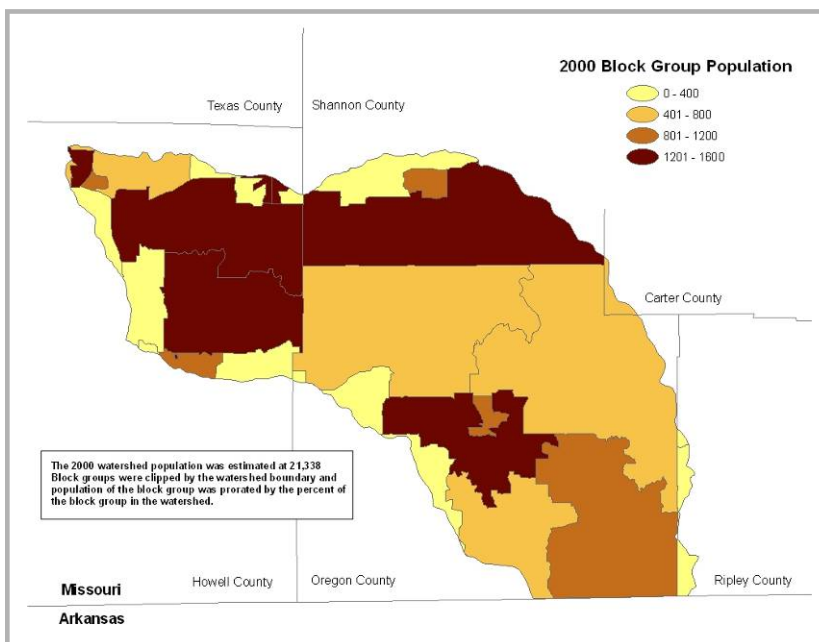 2000 Block Group Population
0 - 400
401 - 800
801 - 1200
1201 - 1600
Texas County
Shannon County
Carter County
The 2000 watershed population was estimated at 21,338
Block groups were clipped by the watershed boundary and
population of the block group was prorated by the percent of
the block group in the watershed.
Missouri
Howell County
Oregon County
Ripley County
Arkansas